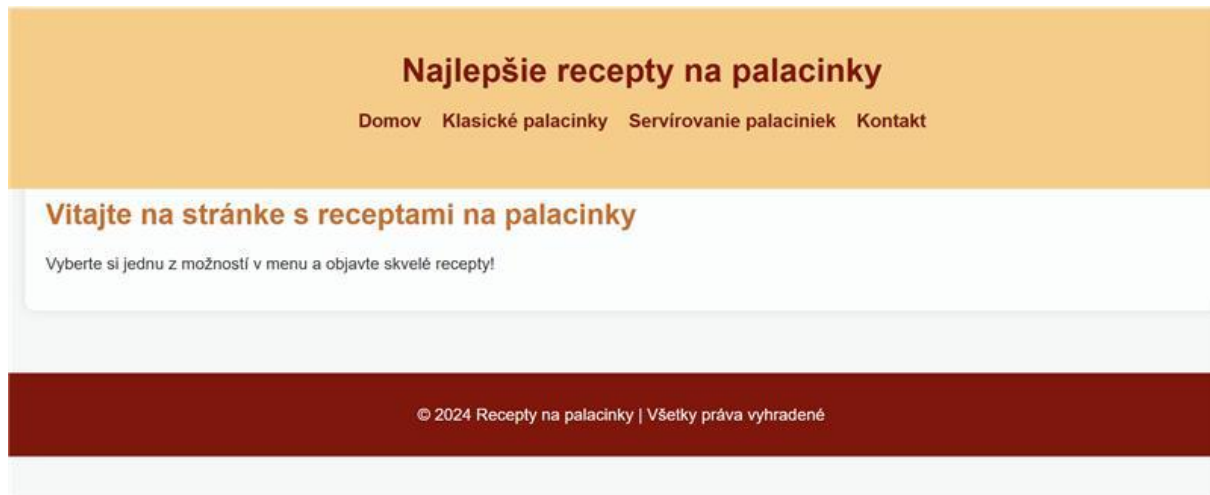 Najlepšie recepty na palacinky
Domov Klasické palacinky Servírovanie palaciniek Kontakt
Vitajte na stránke s receptami na palacinky
Vyberte si jednu z možností v menu a objavte skvelé recepty!
© 2024 Recepty na palacinky | Všetky práva vyhradené